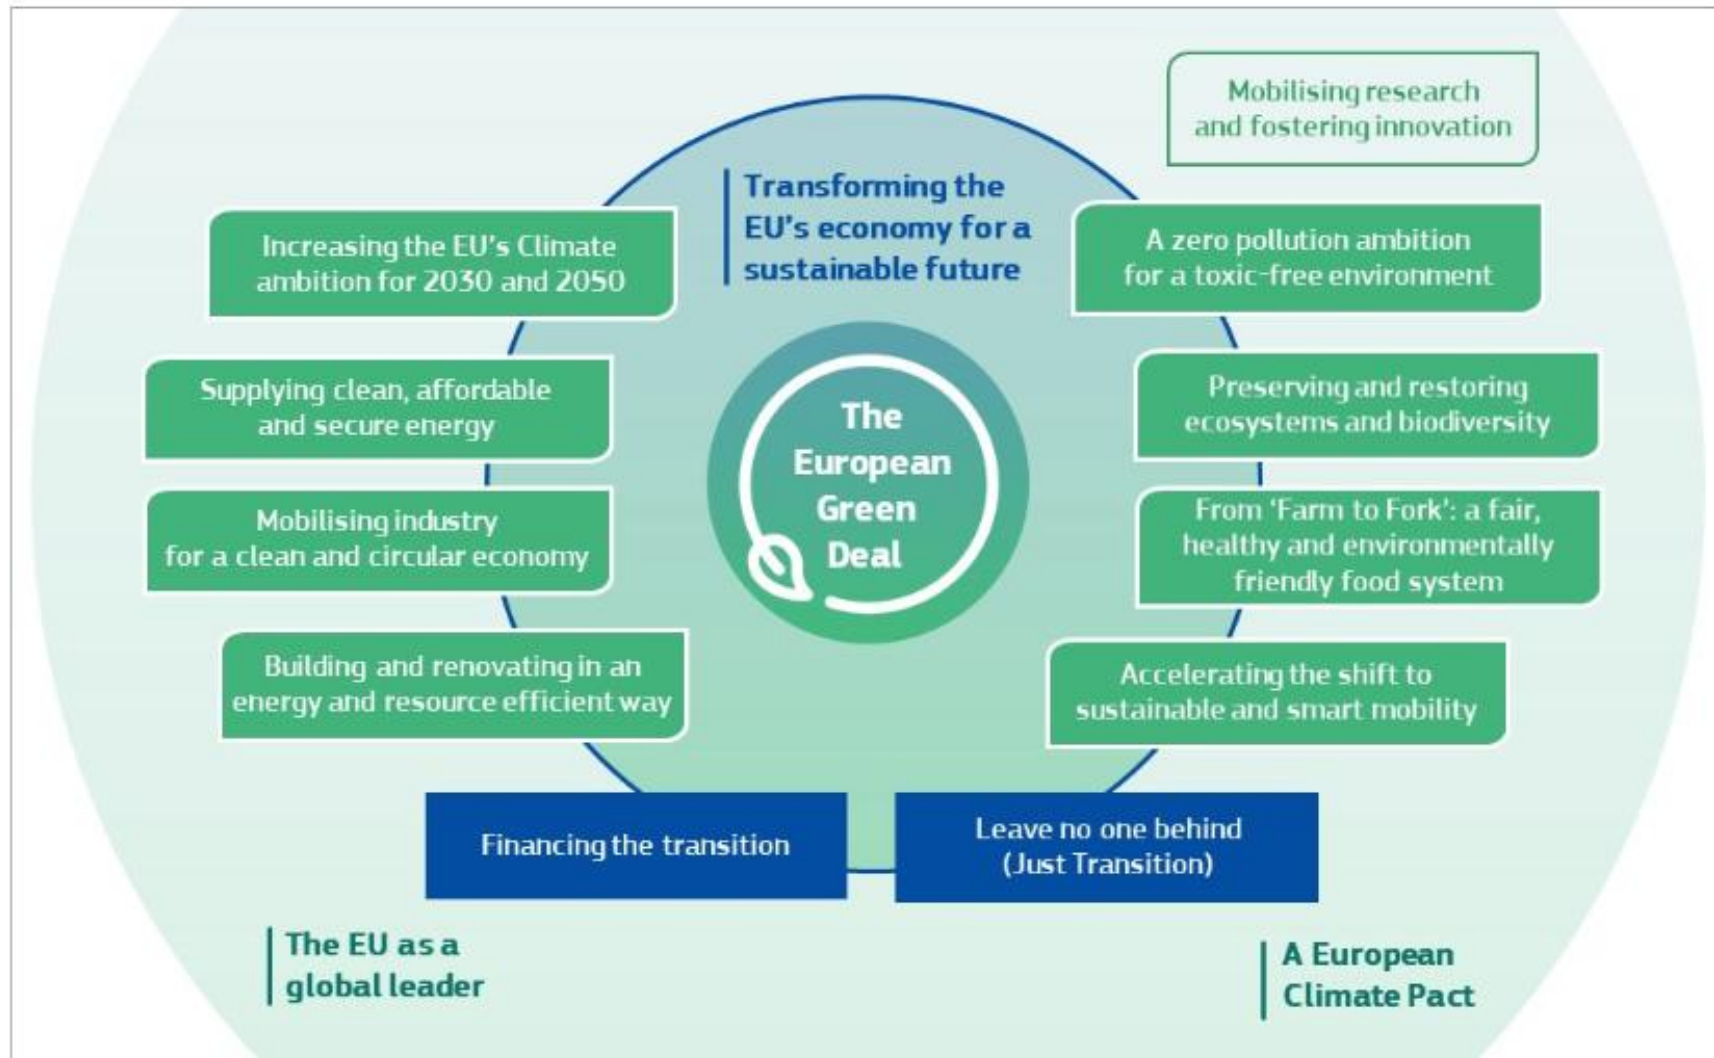 Mobilising research
and fostering innovation
Transforming the
EU's economy for a
sustainable future
Increasing the EU's Climate
ambition for 2030 and 2050
A zero pollution ambition
for a toxic-free environment
Supplying clean, affordable
and secure energy
Preserving and restoring
ecosystems and biodiversity
The
European
Green
Deal
Mobilising industry
for a clean and circular economy
From 'Farm to Fork': a fair,
healthy and environmentally
friendly food system
Building and renovating in an
energy and resource efficient way
Accelerating the shift to
sustainable and smart mobility
Financing the transition
Leave no one behind
(Just Transition)
The EU as a
global leader
A European
Climate Pact